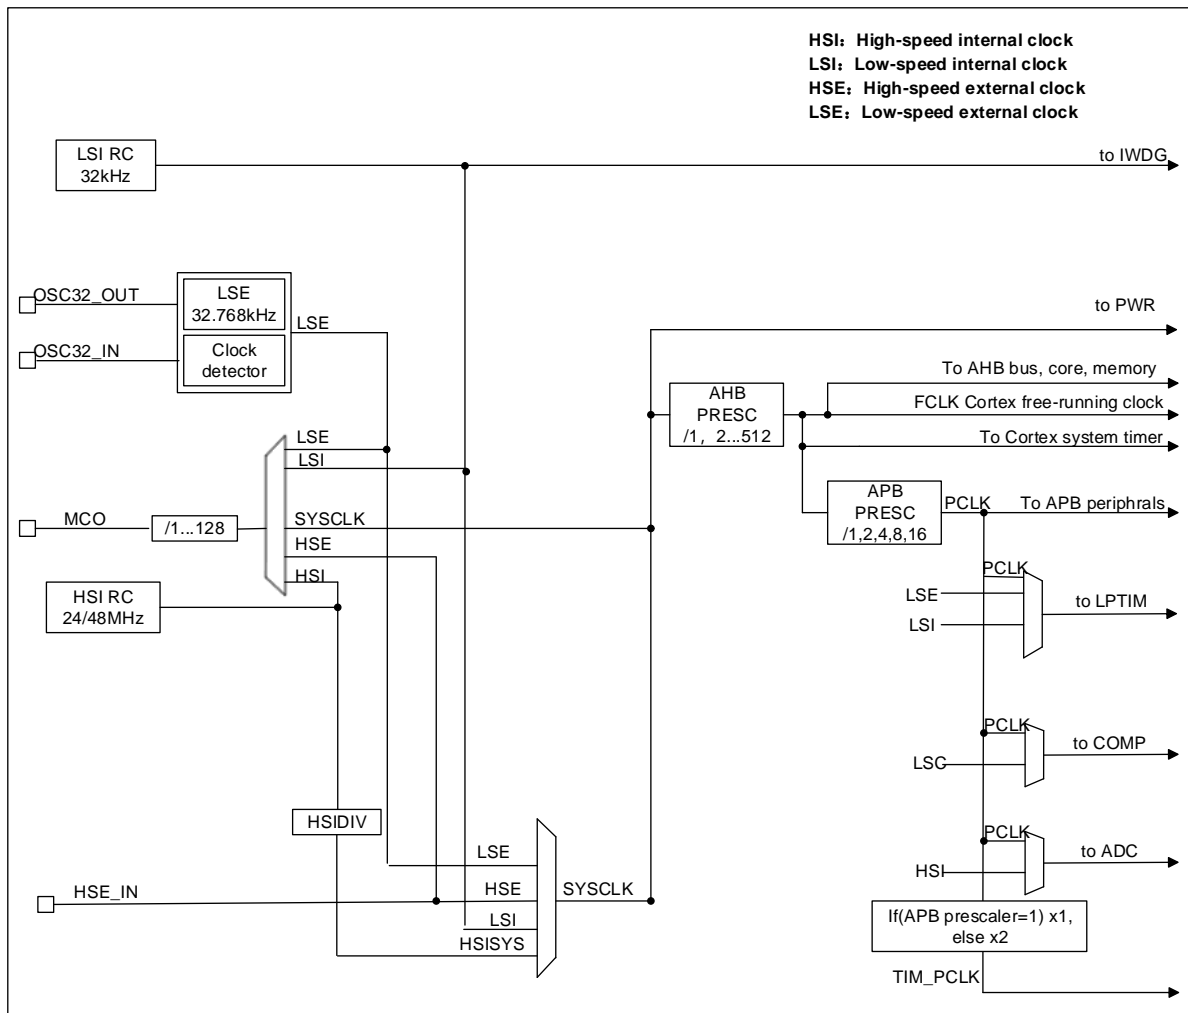 HSI：High-speed internal clock
LSI：Low-speed internal clock
HSE：High-speed external clock
LSE：Low-speed external clock
LSI RC
32kHz
to IWDG
OSC32_OUT
LSE
32.768kHz
LSE
OSC32_IN
Clock
detector
to PWR
To AHB bus, core, memory
AHB
PRESC
/1，2...512
FCLK Cortex free-running clock
To Cortex system timer
LSE
LSI
MCO
/1...128
SYSCLK
HSE
HSI
APB
PRESC
/1,2,4,8,16
PCLK
To APB periphrals
HSI RC
24/48MHz
PCLK
LSE
LSI
to LPTIM
PCLK
LSC
to COMP
HSIDIV
PCLK
HSI
to ADC
LSE
HSE_IN
HSE
SYSCLK
LSI
HSISYS
If(APB prescaler=1) x1,
else x2
TIM_PCLK